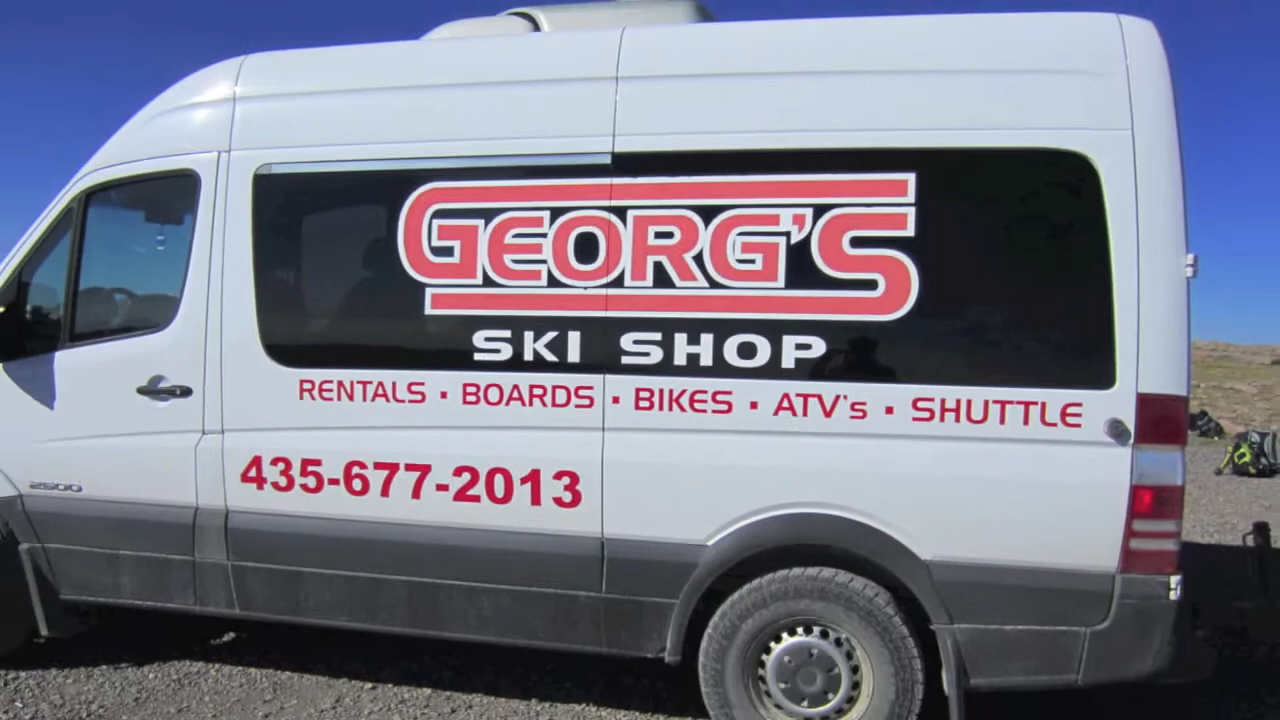 GEORG'S
SKI SHOP
RENTALS · BOARDS · BIKES · ATV's · SHUTTLE
435-677-2013
2500